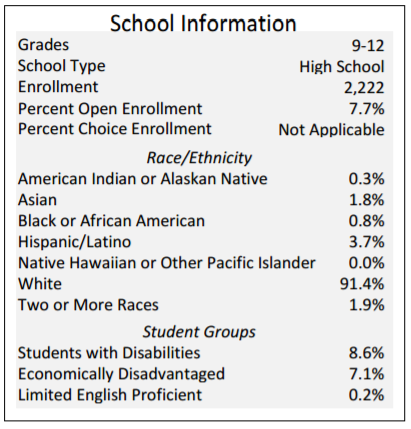 School Information
Grades 9-12
School Type High School
Enrollment 2,222
Percent Open Enrollment 7.7%
Percent Choice Enrollment Not Applicable
Race/Ethnicity
American Indian or Alaskan Native 0.3%
Asian 1.8%
Black or African American 0.8%
Hispanic/Latino 3.7%
Native Hawaiian or Other Pacific Islander 0.0%
White 91.4%
Two or More Races 1.9%
Student Groups
Students with Disabilities 8.6%
Economically Disadvantaged 7.1%
Limited English Proficient 0.2%